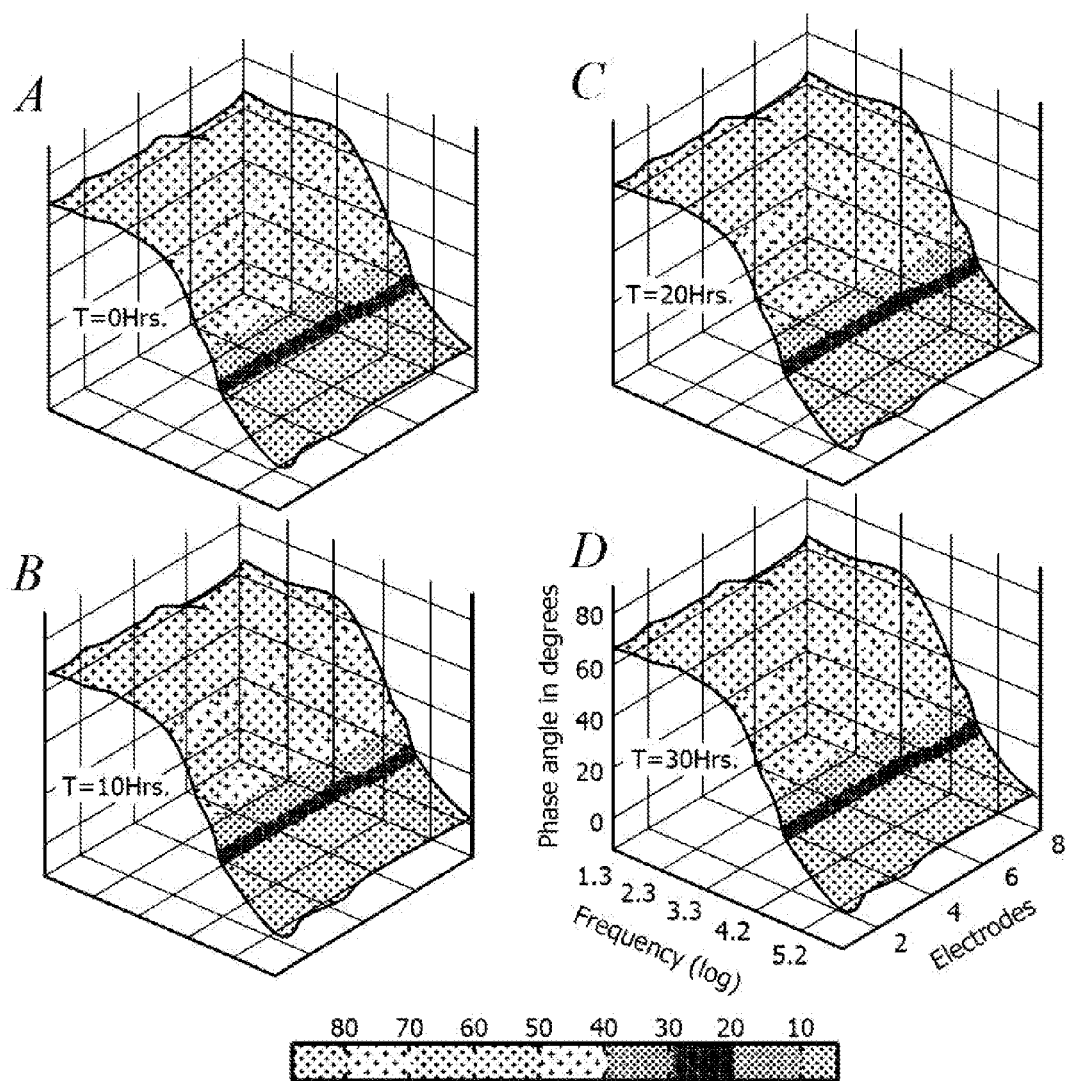 A
T=0Hrs.
C
T=20Hrs.
B
T=10Hrs.
D
T=30Hrs.
Phase angle in degrees
80
60
40
20
0
1.3
2.3
3.3
4.2
5.2
Frequency (log)
2
4
6
8
Electrodes
80 70 60 50 40 30 20 10